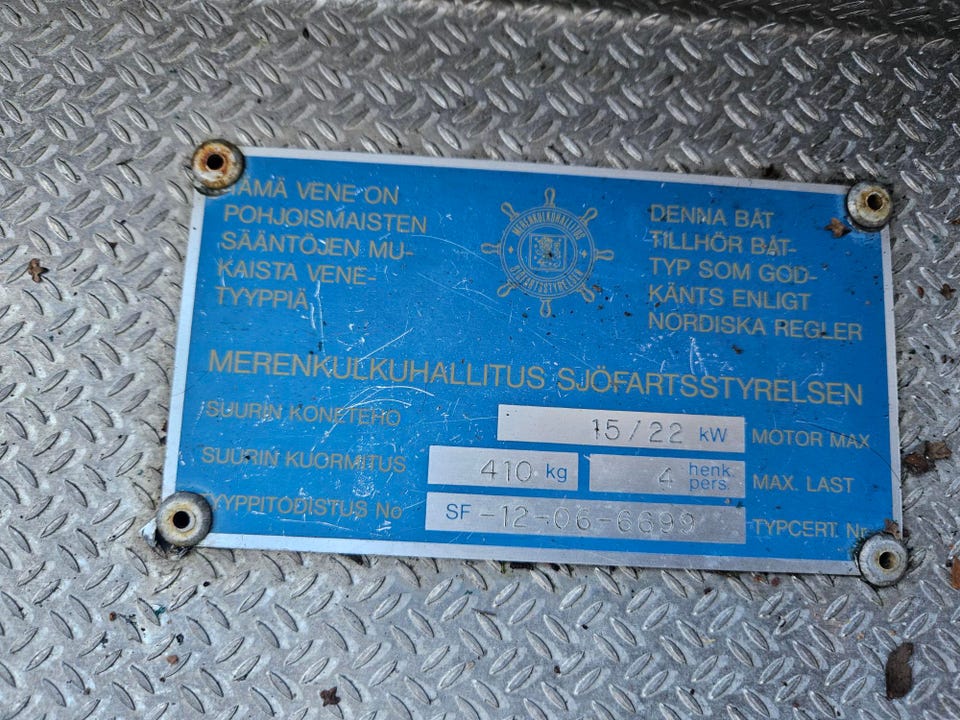 TÄMÄ VENE ON
POHJOISMAISTEN
SÄÄNTÖJEN MU-
KAISTA VENE-
TYYPPIÄ
MERENKULKUHALLITUS
SJÖFARTSSTYRELSEN
DENNA BÅT
TILLHÖR BÅT-
TYP SOM GOD-
KÄNTS ENLIGT
NORDISKA REGLER
MERENKULKUHALLITUS SJÖFARTSSTYRELSEN
SUURIN KONETEHO 15/22 kW MOTOR MAX
SUURIN KUORMITUS 410 kg 4 henk pers. MAX. LAST
TYYPPITODISTUS No SF -12-06-6699 TYPCERT. Nr